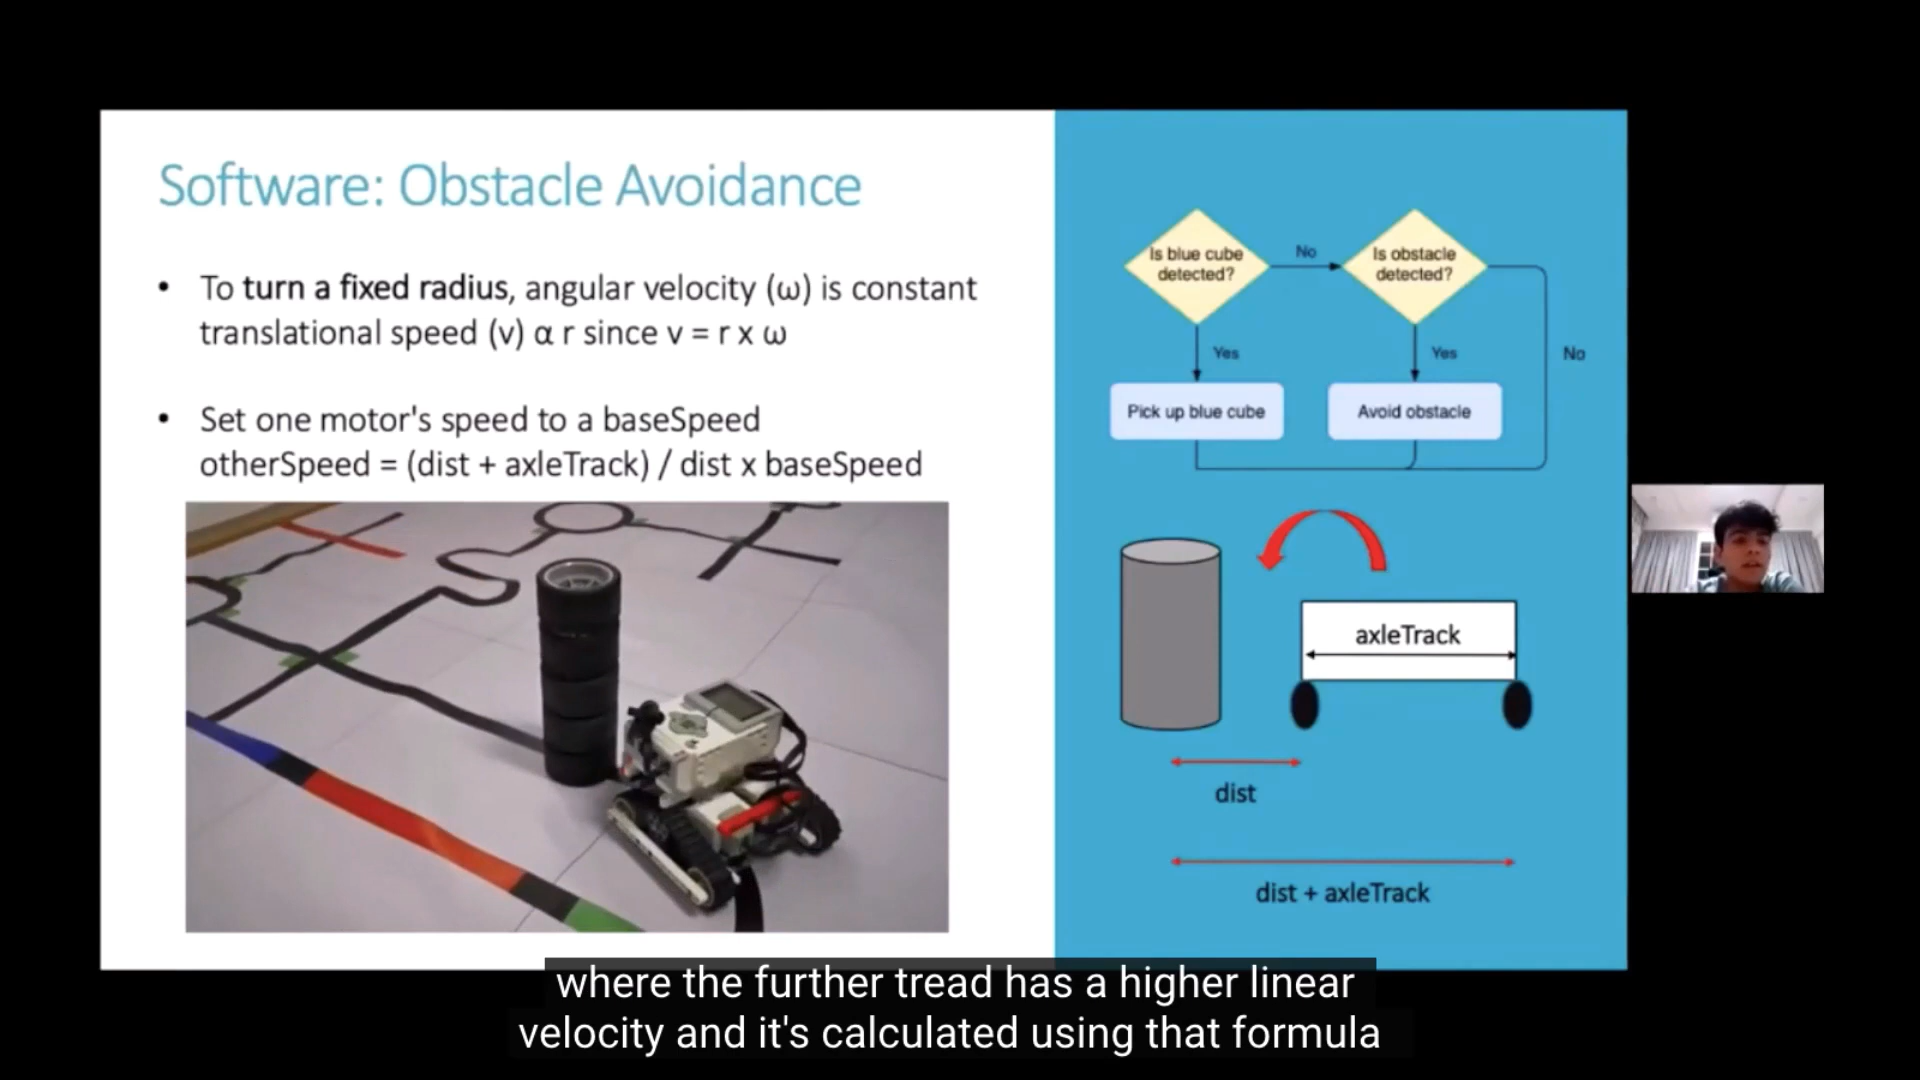 Software: Obstacle Avoidance
• To turn a fixed radius, angular velocity (ω) is constant
translational speed (v) α r since v = r x ω
• Set one motor's speed to a baseSpeed
otherSpeed = (dist + axleTrack) / dist x baseSpeed
Is blue cube
detected?
No
Is obstacle
detected?
Yes
Yes
No
Pick up blue cube
Avoid obstacle
axleTrack
dist
dist + axleTrack
where the further tread has a higher linear
velocity and it's calculated using that formula